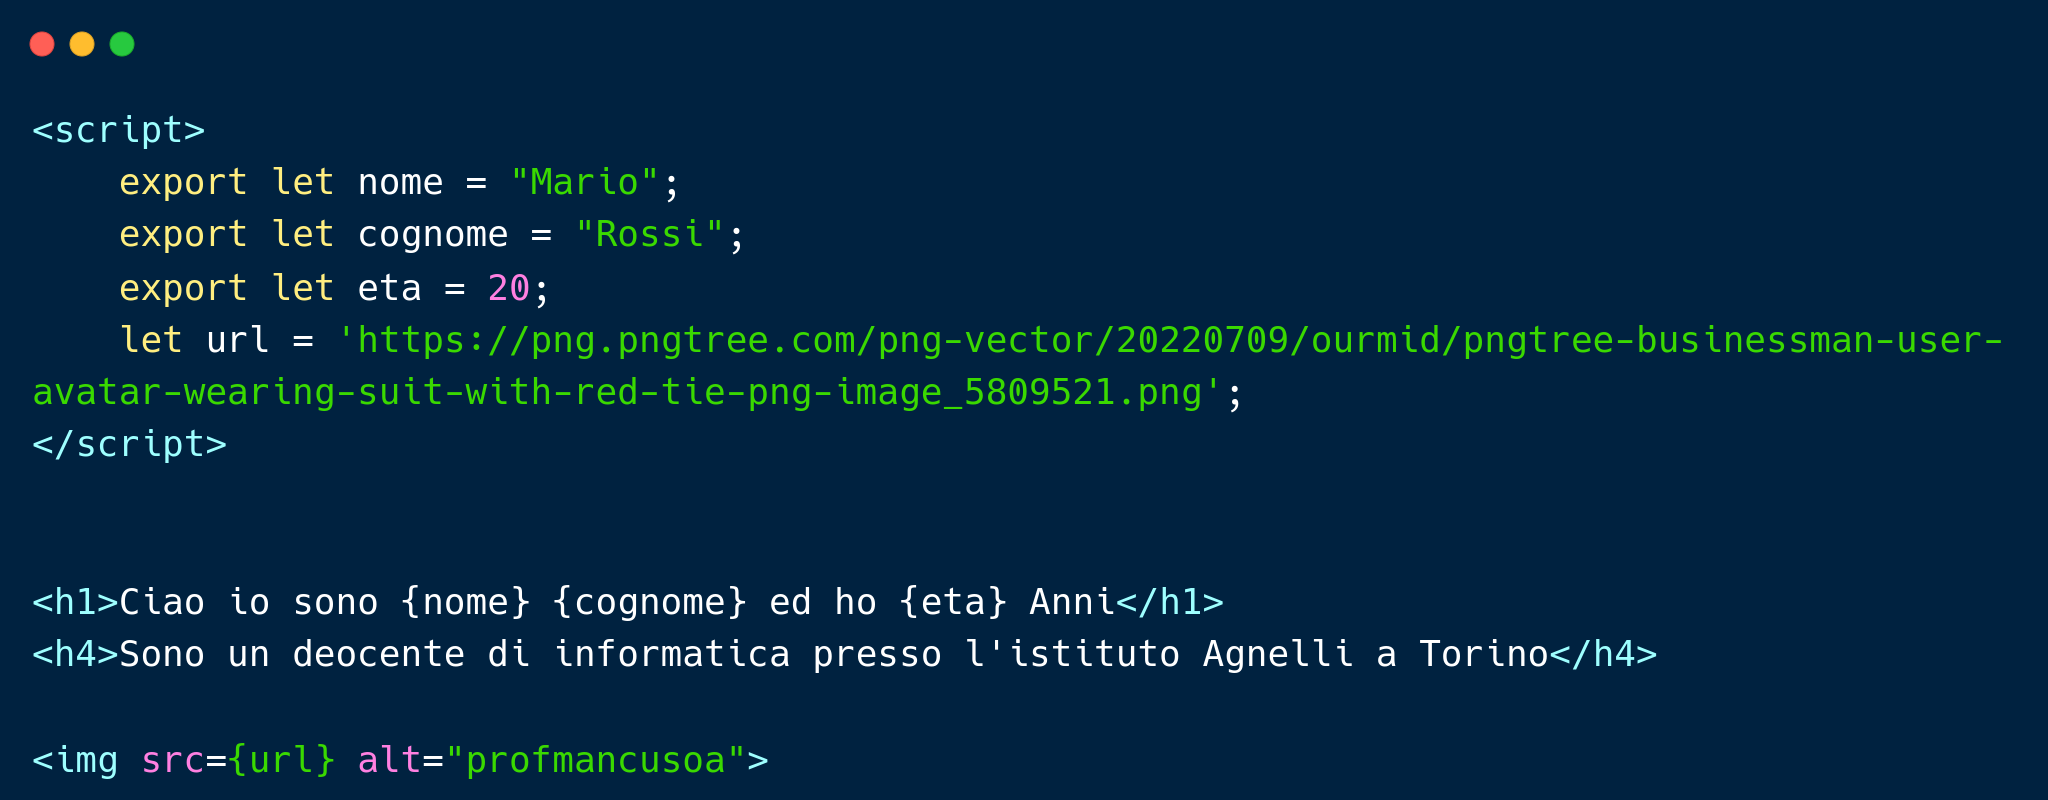 <script>
    export let nome = "Mario";
    export let cognome = "Rossi";
    export let eta = 20;
    let url = 'https://png.pngtree.com/png-vector/20220709/ourmid/pngtree-businessman-user-
avatar-wearing-suit-with-red-tie-png-image_5809521.png';
</script>
<h1>Ciao io sono {nome} {cognome} ed ho {eta} Anni</h1>
<h4>Sono un deocente di informatica presso l'istituto Agnelli a Torino</h4>
<img src={url} alt="profmancusoa">